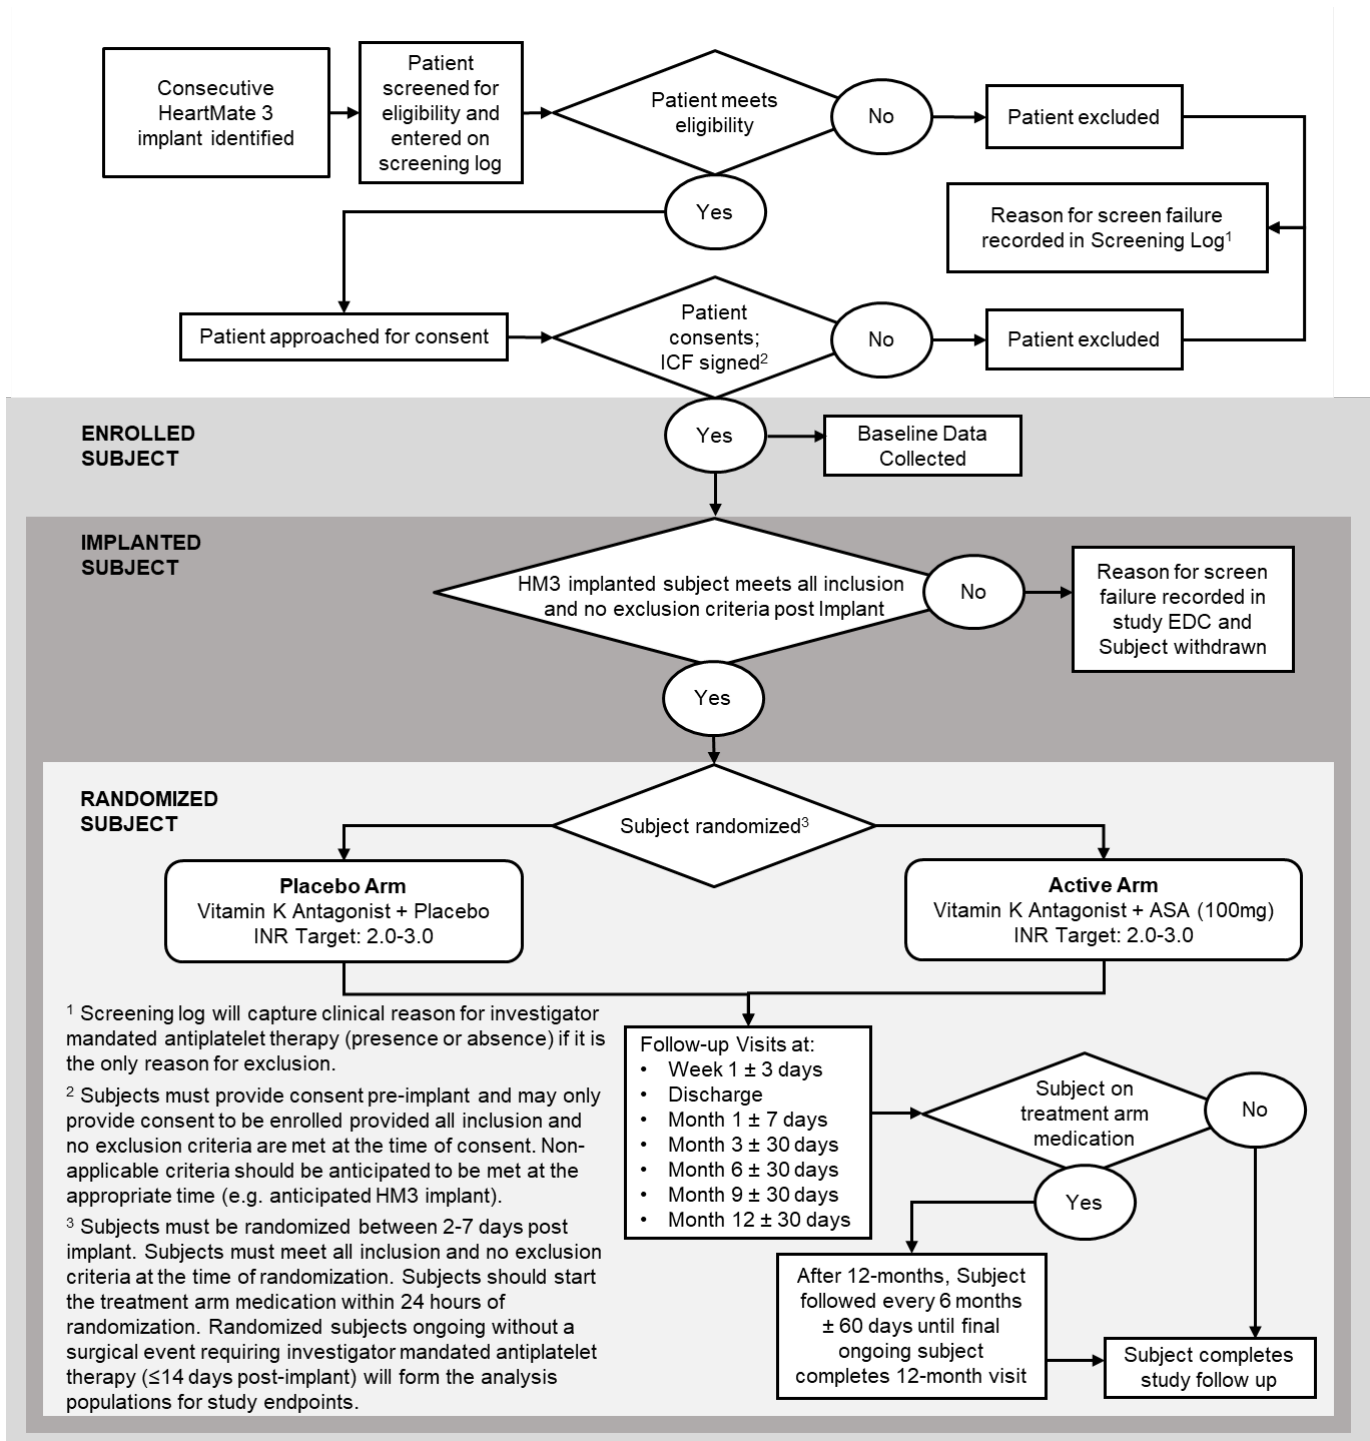 Consecutive
HeartMate 3
implant identified
Patient
screened for
eligibility and
entered on
screening log
Patient meets
eligibility
No
Patient excluded
Yes
Reason for screen failure
recorded in Screening Log¹
Patient approached for consent
Patient
consents;
ICF signed²
No
Patient excluded
ENROLLED
SUBJECT
Yes
Baseline Data
Collected
IMPLANTED
SUBJECT
HM3 implanted subject meets all inclusion
and no exclusion criteria post Implant
No
Reason for screen
failure recorded in
study EDC and
Subject withdrawn
Yes
RANDOMIZED
SUBJECT
Subject randomized³
Placebo Arm
Vitamin K Antagonist + Placebo
INR Target: 2.0-3.0
Active Arm
Vitamin K Antagonist + ASA (100mg)
INR Target: 2.0-3.0
¹ Screening log will capture clinical reason for investigator
mandated antiplatelet therapy (presence or absence) if it is
the only reason for exclusion.
² Subjects must provide consent pre-implant and may only
provide consent to be enrolled provided all inclusion and
no exclusion criteria are met at the time of consent. Non-
applicable criteria should be anticipated to be met at the
appropriate time (e.g. anticipated HM3 implant).
³ Subjects must be randomized between 2-7 days post
implant. Subjects must meet all inclusion and no exclusion
criteria at the time of randomization. Subjects should start
the treatment arm medication within 24 hours of
randomization. Randomized subjects ongoing without a
surgical event requiring investigator mandated antiplatelet
therapy (≤14 days post-implant) will form the analysis
populations for study endpoints.
Follow-up Visits at:
• Week 1 ± 3 days
• Discharge
• Month 1 ± 7 days
• Month 3 ± 30 days
• Month 6 ± 30 days
• Month 9 ± 30 days
• Month 12 ± 30 days
Subject on
treatment arm
medication
No
Yes
After 12-months, Subject
followed every 6 months
± 60 days until final
ongoing subject
completes 12-month visit
Subject completes
study follow up